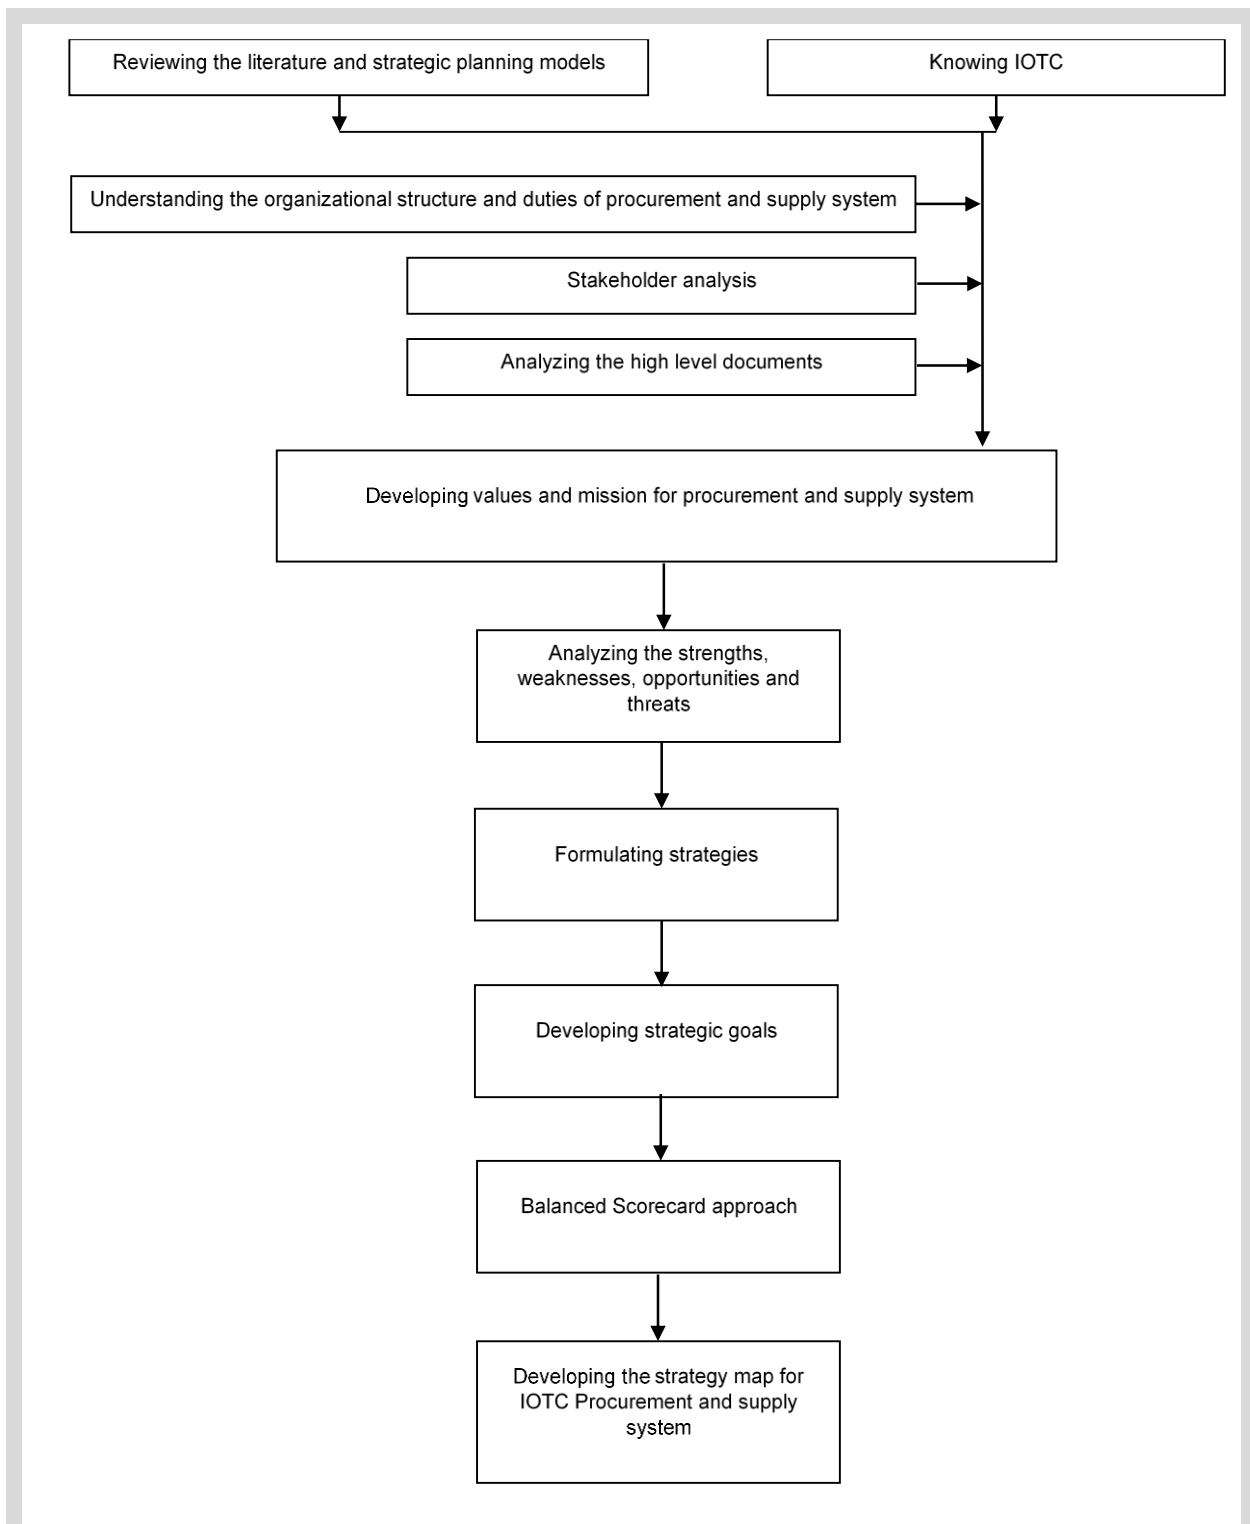 Reviewing the literature and strategic planning models
Knowing IOTC
Understanding the organizational structure and duties of procurement and supply system
Stakeholder analysis
Analyzing the high level documents
Developing values and mission for procurement and supply system
Analyzing the strengths,
weaknesses, opportunities and
threats
Formulating strategies
Developing strategic goals
Balanced Scorecard approach
Developing the strategy map for
IOTC Procurement and supply
system